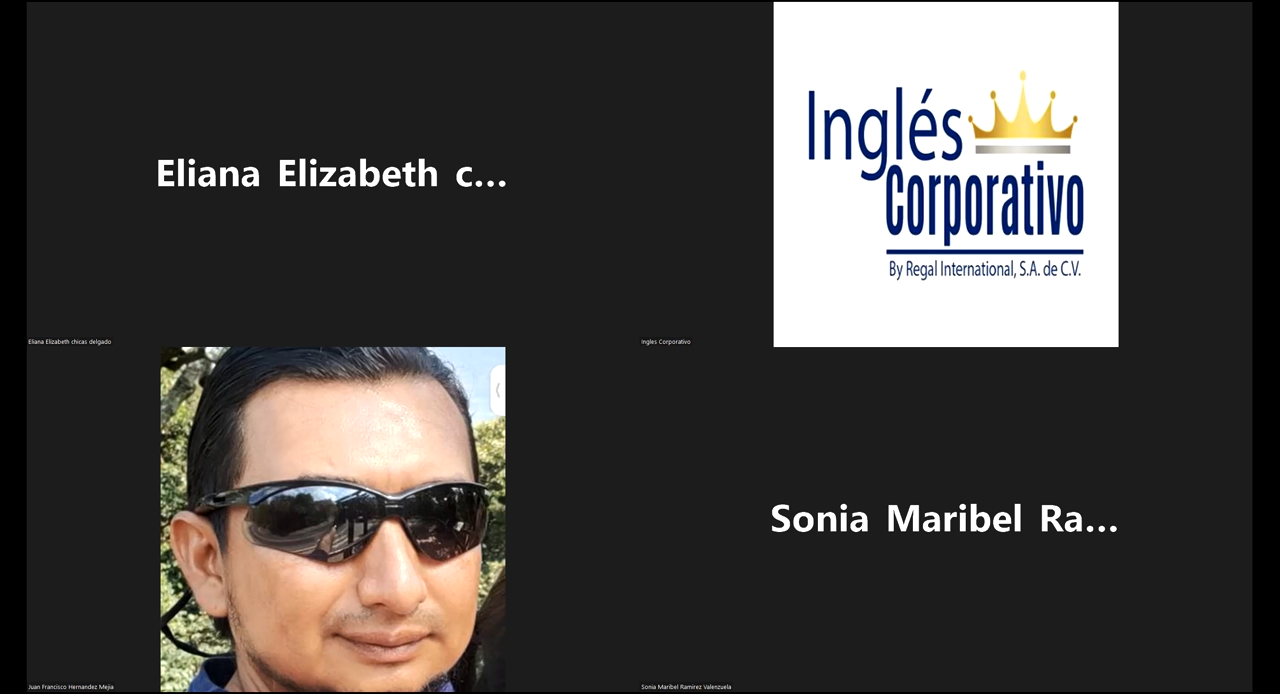 Eliana Elizabeth c...
Eliana Elizabeth chicas delgado
Inglés
Corporativo
By Regal International, S.A. de C.V.
Ingles Corporativo
Juan Francisco Hernandez Mejia
Sonia Maribel Ra...
Sonia Maribel Ramirez Valenzuela